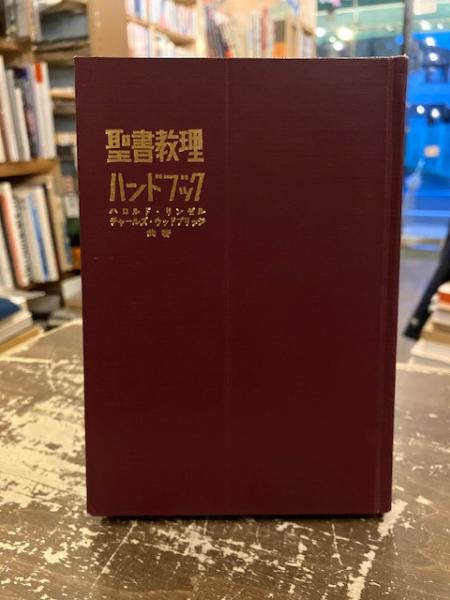 聖書教理
ハンドブック
ハロルド・リンゼル
チャールズ・ウッドブリッヂ
共著